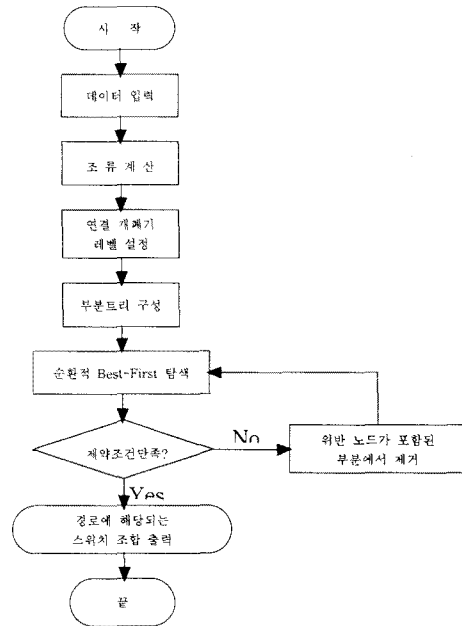 시 작
데이터 입력
조 류 계 산
연결 개폐기
레벨 설정
부분트리 구성
순환적 Best-First 탐색
제약조건만족?
No
위반 노드가 포함된
부분에서 제거
Yes
경로에 해당되는
스위치 조합 출력
끝